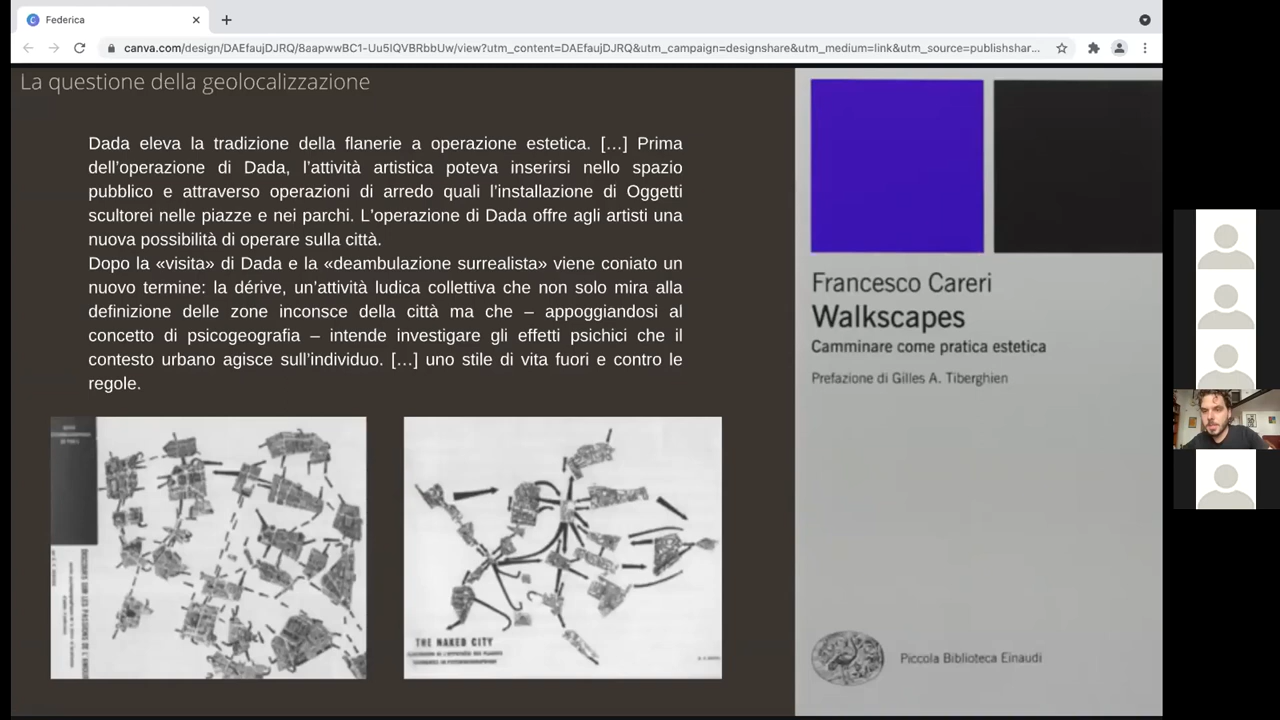 Federica
canva.com/design/DAEfaujDJRQ/8aapwwBC1-Uu5IQVBRbbUw/view?utm_content=DAEfaujDJRQ&utm_campaign=designshare&utm_medium=link&utm_source=publishshar...
La questione della geolocalizzazione
Dada eleva la tradizione della flanerie a operazione estetica. […] Prima
dell’operazione di Dada, l’attività artistica poteva inserirsi nello spazio
pubblico e attraverso operazioni di arredo quali l’installazione di Oggetti
scultorei nelle piazze e nei parchi. L’operazione di Dada offre agli artisti una
nuova possibilità di operare sulla città.
Dopo la «visita» di Dada e la «deambulazione surrealista» viene coniato un
nuovo termine: la dérive, un’attività ludica collettiva che non solo mira alla
definizione delle zone inconsce della città ma che – appoggiandosi al
concetto di psicogeografia – intende investigare gli effetti psichici che il
contesto urbano agisce sull’individuo. […] uno stile di vita fuori e contro le
regole.
THE NAKED CITY
Francesco Careri
Walkscapes
Camminare come pratica estetica
Prefazione di Gilles A. Tiberghien
Piccola Biblioteca Einaudi